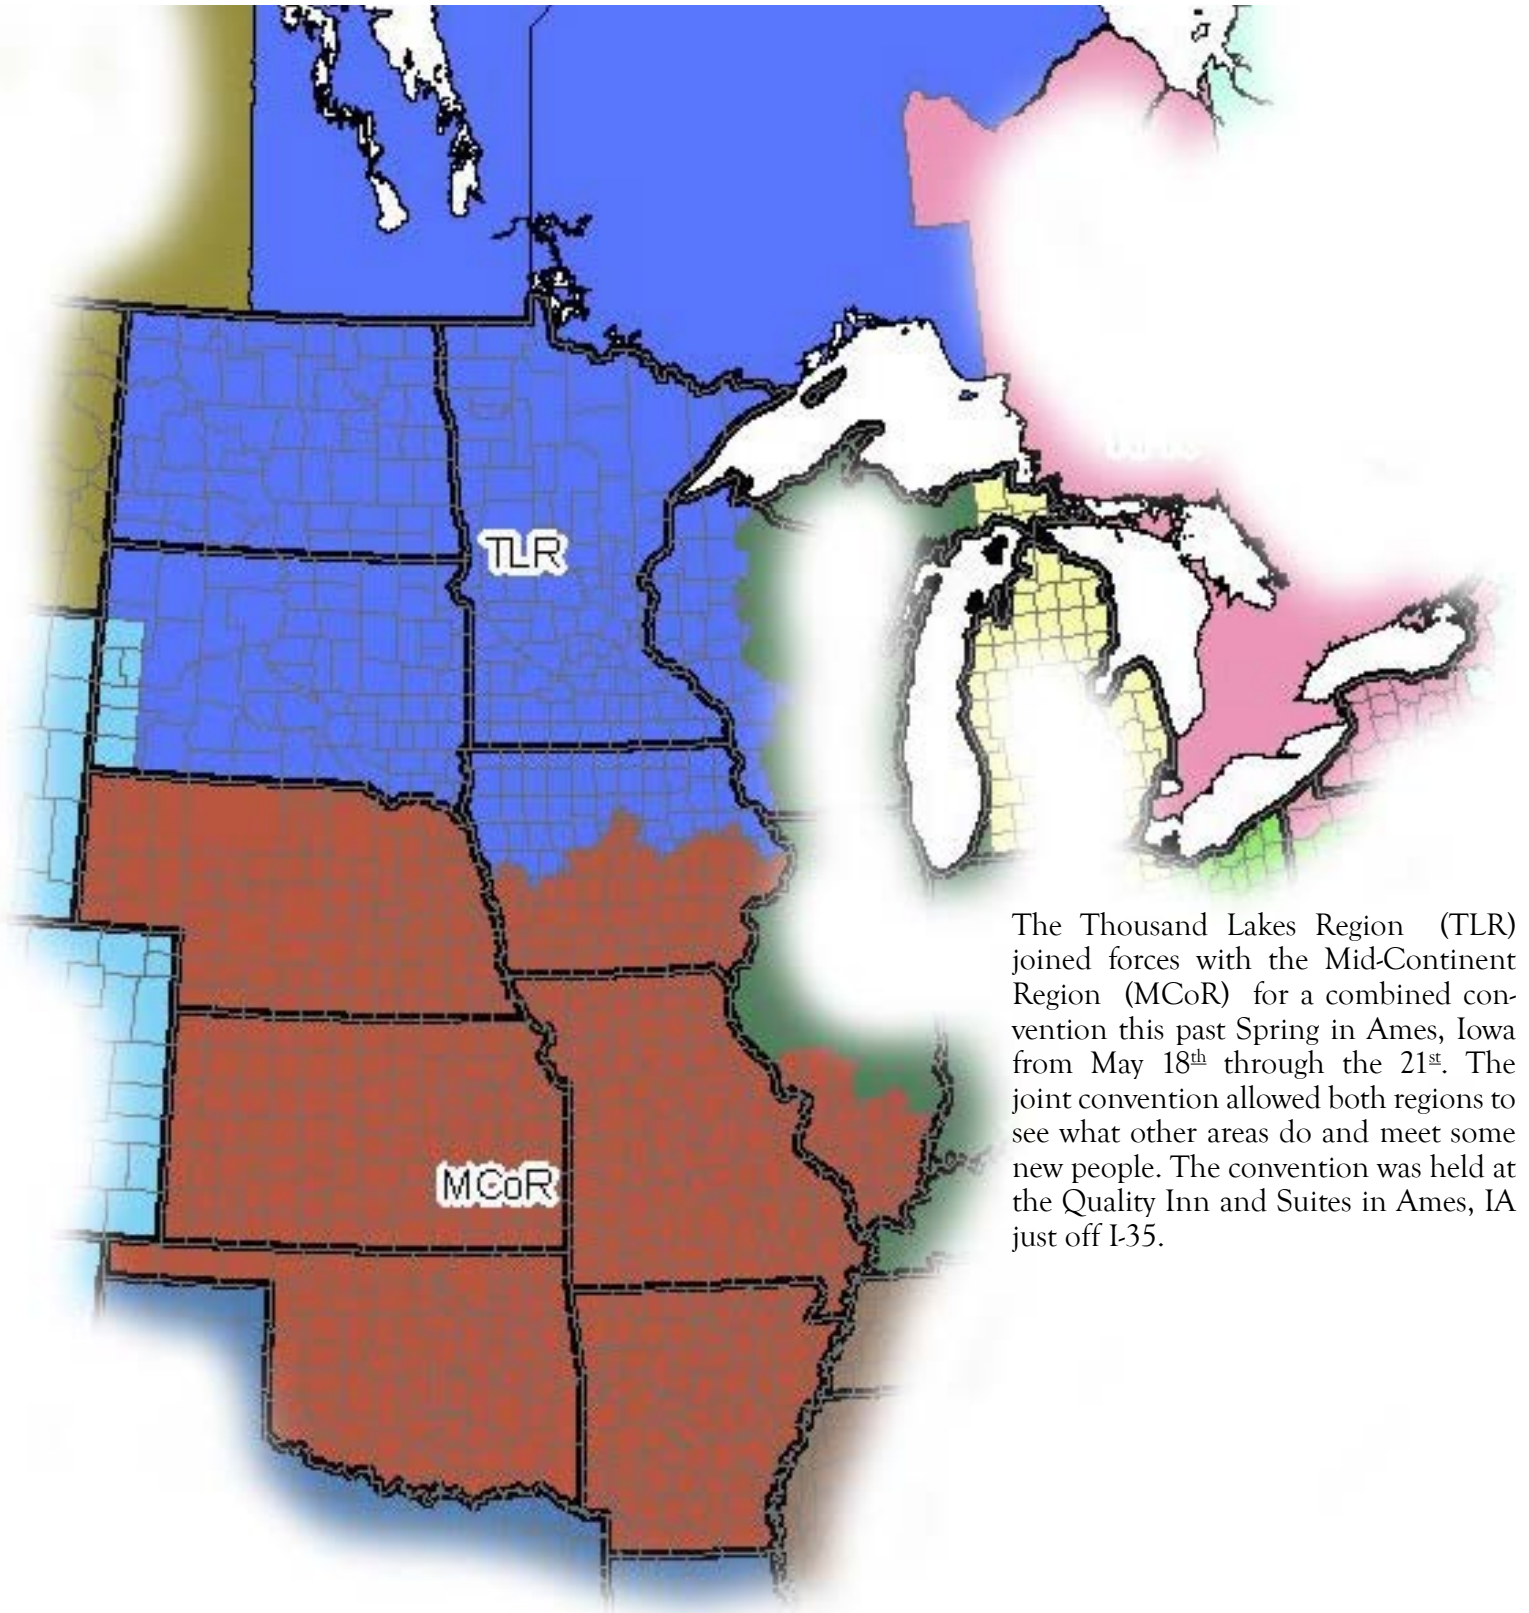 TLR
MCoR
The Thousand Lakes Region (TLR)
joined forces with the Mid-Continent
Region (MCoR) for a combined con-
vention this past Spring in Ames, Iowa
from May 18th through the 21st. The
joint convention allowed both regions to
see what other areas do and meet some
new people. The convention was held at
the Quality Inn and Suites in Ames, IA
just off I-35.